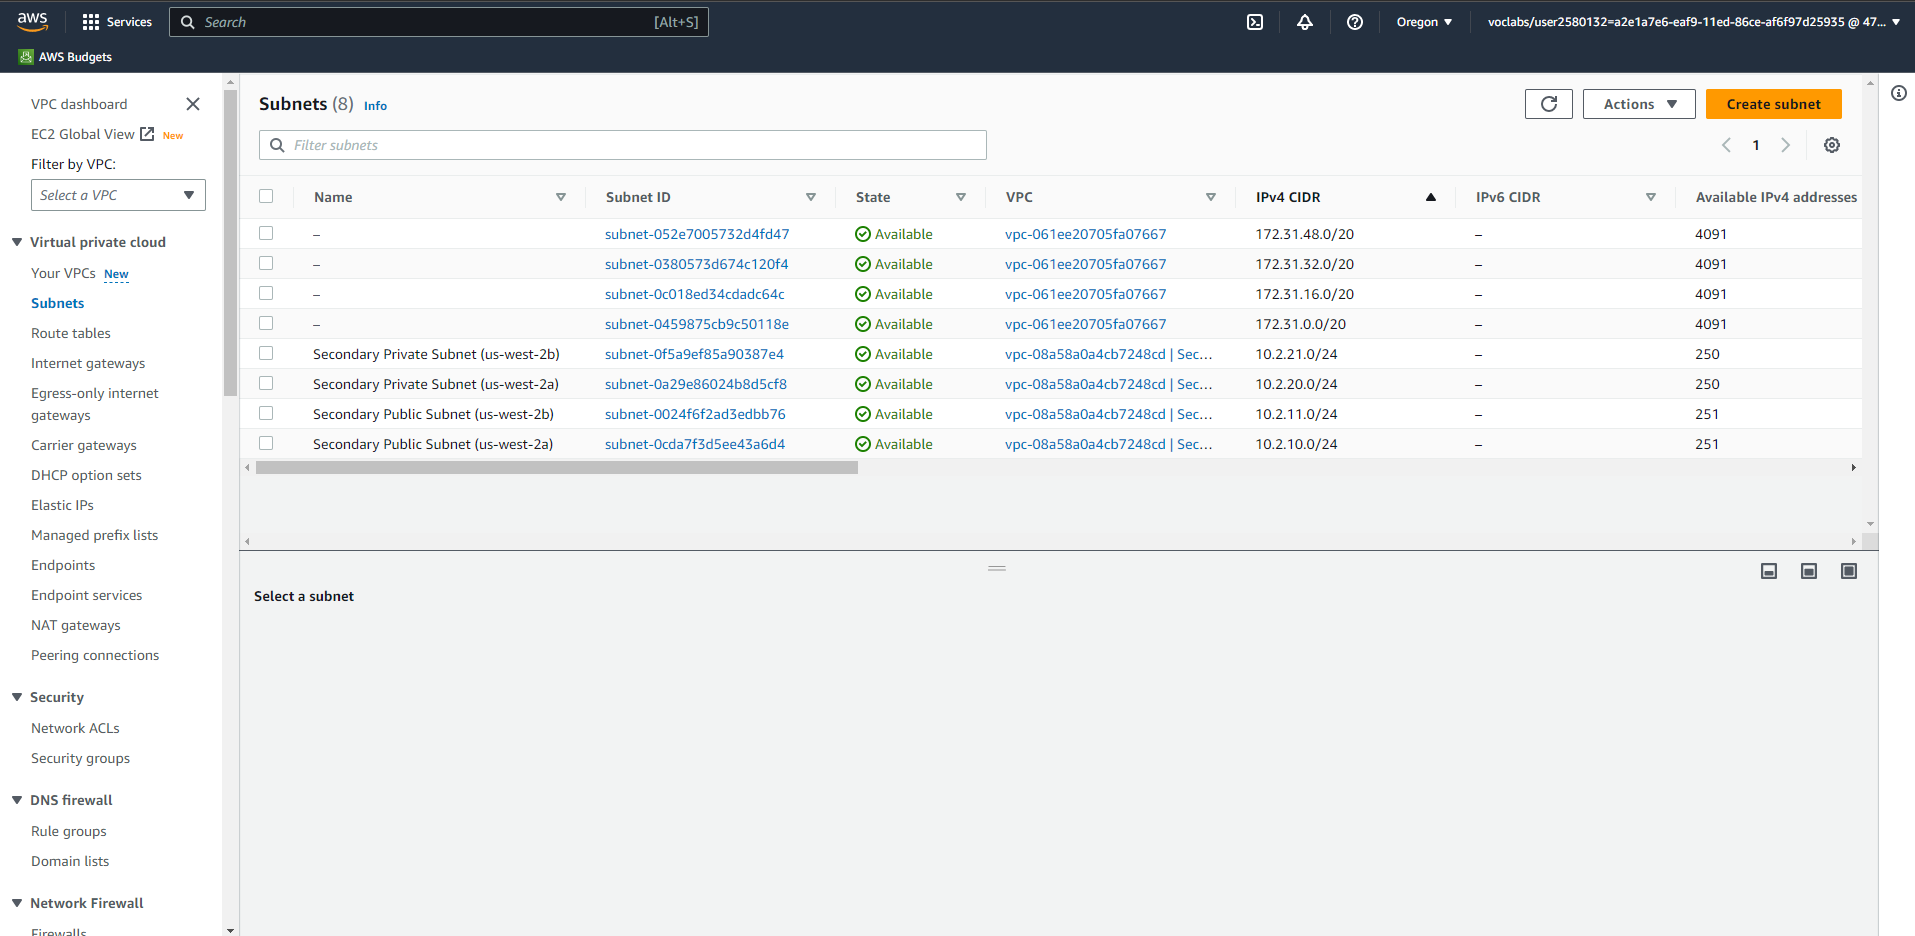 aws Services Search [Alt+S] Oregon voclabs/user2580132=a2e1a7e6-eaf9-11ed-86ce-af6f97d25935 @ 47...
AWS Budgets
VPC dashboard
EC2 Global View New
Filter by VPC:
Select a VPC
Virtual private cloud
Your VPCs New
Subnets
Route tables
Internet gateways
Egress-only internet
gateways
Carrier gateways
DHCP option sets
Elastic IPs
Managed prefix lists
Endpoints
Endpoint services
NAT gateways
Peering connections
Security
Network ACLs
Security groups
DNS firewall
Rule groups
Domain lists
Network Firewall
Firewalls
Subnets (8) Info
Actions Create subnet
Filter subnets
1
Name Subnet ID State VPC IPv4 CIDR IPv6 CIDR Available IPv4 addresses
– subnet-052e7005732d4fd47 Available vpc-061ee20705fa07667 172.31.48.0/20 – 4091
– subnet-0380573d674c120f4 Available vpc-061ee20705fa07667 172.31.32.0/20 – 4091
– subnet-0c018ed34cdadc64c Available vpc-061ee20705fa07667 172.31.16.0/20 – 4091
– subnet-0459875cb9c50118e Available vpc-061ee20705fa07667 172.31.0.0/20 – 4091
Secondary Private Subnet (us-west-2b) subnet-0f5a9ef85a90387e4 Available vpc-08a58a0a4cb7248cd | Sec... 10.2.21.0/24 – 250
Secondary Private Subnet (us-west-2a) subnet-0a29e86024b8d5cf8 Available vpc-08a58a0a4cb7248cd | Sec... 10.2.20.0/24 – 250
Secondary Public Subnet (us-west-2b) subnet-0024f6f2ad3edbb76 Available vpc-08a58a0a4cb7248cd | Sec... 10.2.11.0/24 – 251
Secondary Public Subnet (us-west-2a) subnet-0cda7f3d5ee43a6d4 Available vpc-08a58a0a4cb7248cd | Sec... 10.2.10.0/24 – 251
Select a subnet